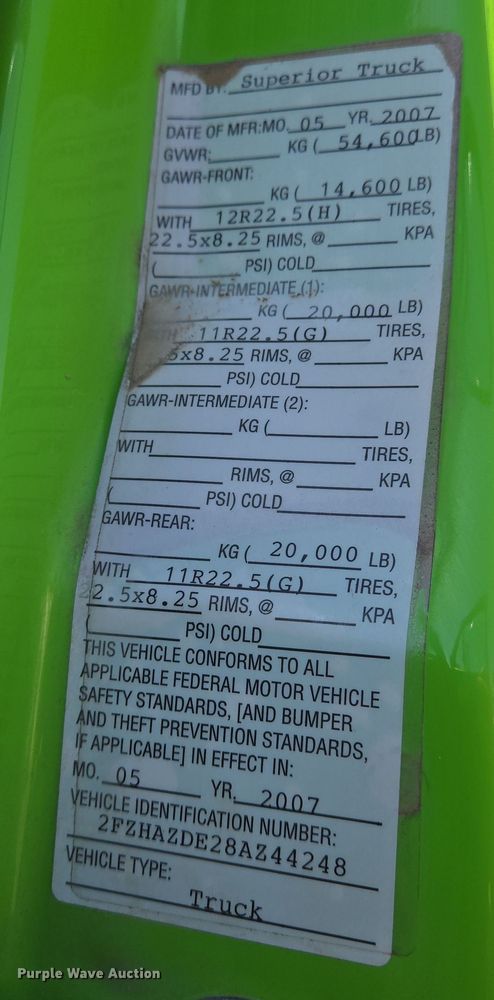 MFD BY: Superior Truck
DATE OF MFR:MO. 05 YR. 2007
GVWR: KG ( 54,600LB)
GAWR-FRONT:
KG ( 14,600 LB)
WITH 12R22.5(H) TIRES,
22.5x8.25 RIMS, @ KPA
( PSI) COLD
GAWR-INTERMEDIATE (1):
KG ( 20,000 LB)
11R22.5(G) TIRES,
5x8.25 RIMS, @ KPA
PSI) COLD
GAWR-INTERMEDIATE (2):
KG ( LB)
WITH TIRES,
RIMS, @ KPA
( PSI) COLD
GAWR-REAR:
KG ( 20,000 LB)
WITH 11R22.5(G) TIRES,
22.5x8.25 RIMS, @ KPA
( PSI) COLD
THIS VEHICLE CONFORMS TO ALL
APPLICABLE FEDERAL MOTOR VEHICLE
SAFETY STANDARDS, [AND BUMPER
AND THEFT PREVENTION STANDARDS,
IF APPLICABLE] IN EFFECT IN:
MO. 05 YR. 2007
VEHICLE IDENTIFICATION NUMBER:
2FZHAZDE28AZ44248
VEHICLE TYPE:
Truck
Purple Wave Auction